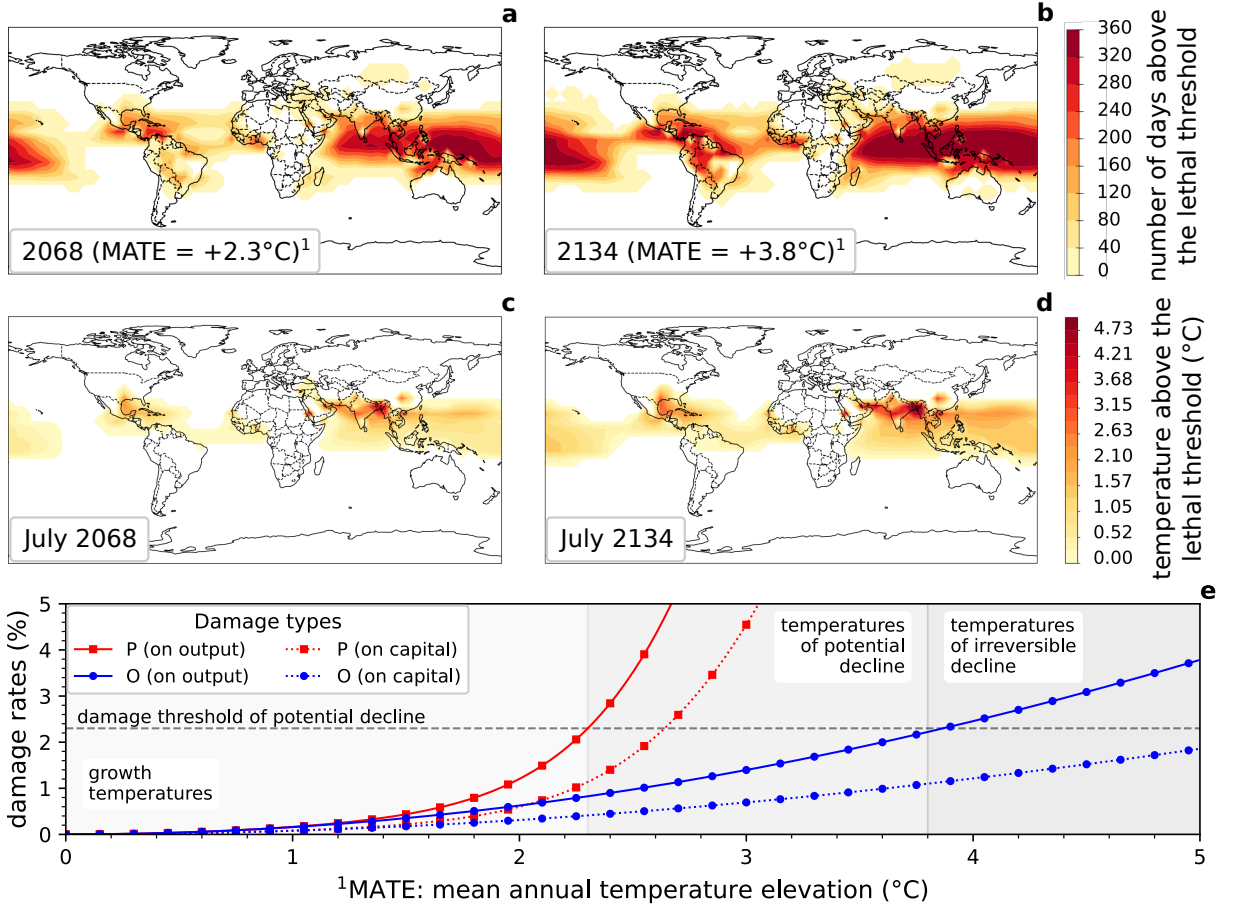 a
b
2068 (MATE = +2.3°C)¹
2134 (MATE = +3.8°C)¹
360
320
280
240
200
160
120
80
40
0
number of days above
the lethal threshold
c
d
July 2068
July 2134
4.73
4.21
3.68
3.15
2.63
2.10
1.57
1.05
0.52
0.00
temperature above the
lethal threshold (°C)
e
damage rates (%)
5
4
3
2
1
0
Damage types
P (on output)
O (on output)
P (on capital)
O (on capital)
damage threshold of potential decline
growth
temperatures
temperatures
of potential
decline
temperatures
of irreversible
decline
0
1
2
3
4
5
¹MATE: mean annual temperature elevation (°C)